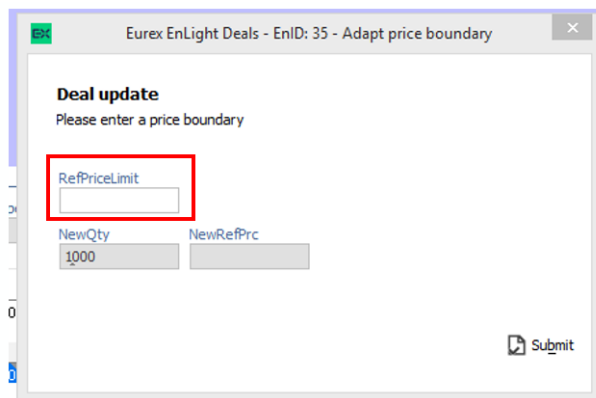 EX Eurex EnLight Deals - EnID: 35 - Adapt price boundary
Deal update
Please enter a price boundary
RefPriceLimit
NewQty NewRefPrc
1000
Submit